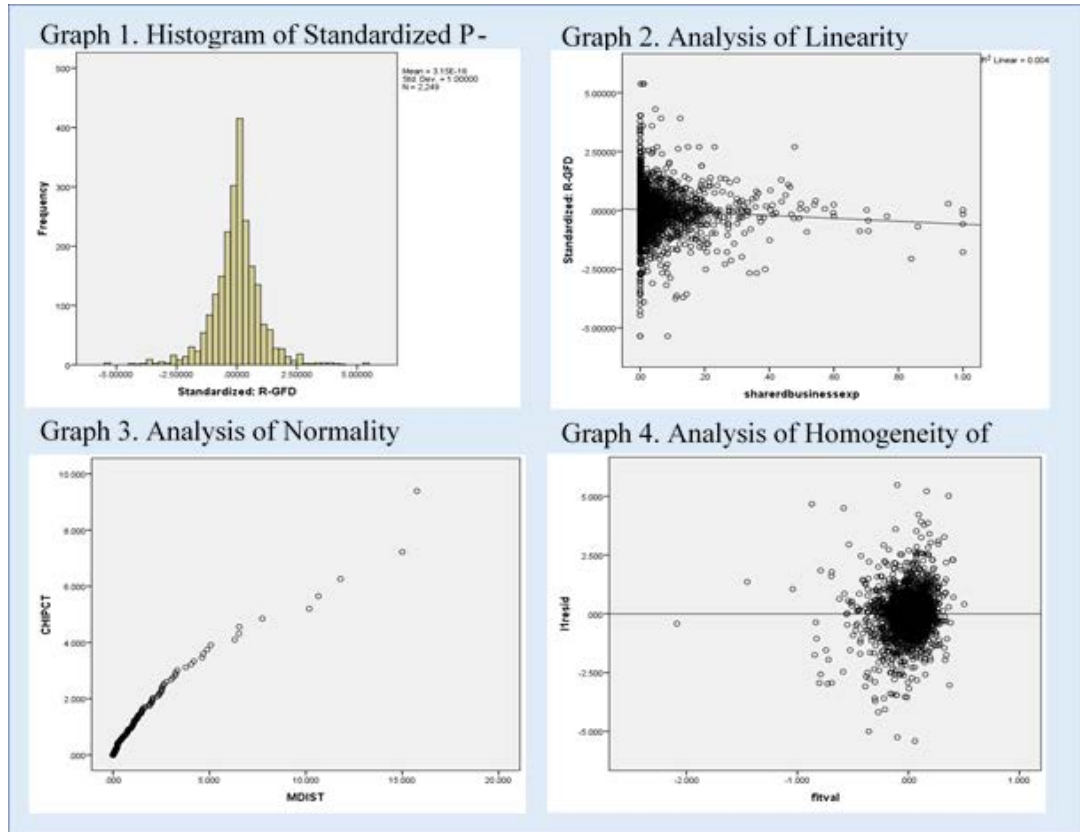 Graph 1. Histogram of Standardized P-
Mean = 3.15E-18
Std. Dev. = 1.00000
N = 2,249
500
400
300
200
100
0
Frequency
-5.00000 -2.50000 .00000 2.50000 5.00000
Standardized: R-GFD
Graph 2. Analysis of Linearity
R² Linear = 0.004
5.00000
2.50000
.00000
-2.50000
-5.00000
Standardized: R-GFD
.00 .20 .40 .60 .80 1.00
sharerdbusinessexp
Graph 3. Analysis of Normality
10.000
8.000
6.000
4.000
2.000
.000
CHIPCT
.000 5.000 10.000 15.000 20.000
MDIST
Graph 4. Analysis of Homogeneity of
5.000
2.500
.000
-2.500
-5.000
l1resid
-2.000 -1.000 .000 1.000
fitval